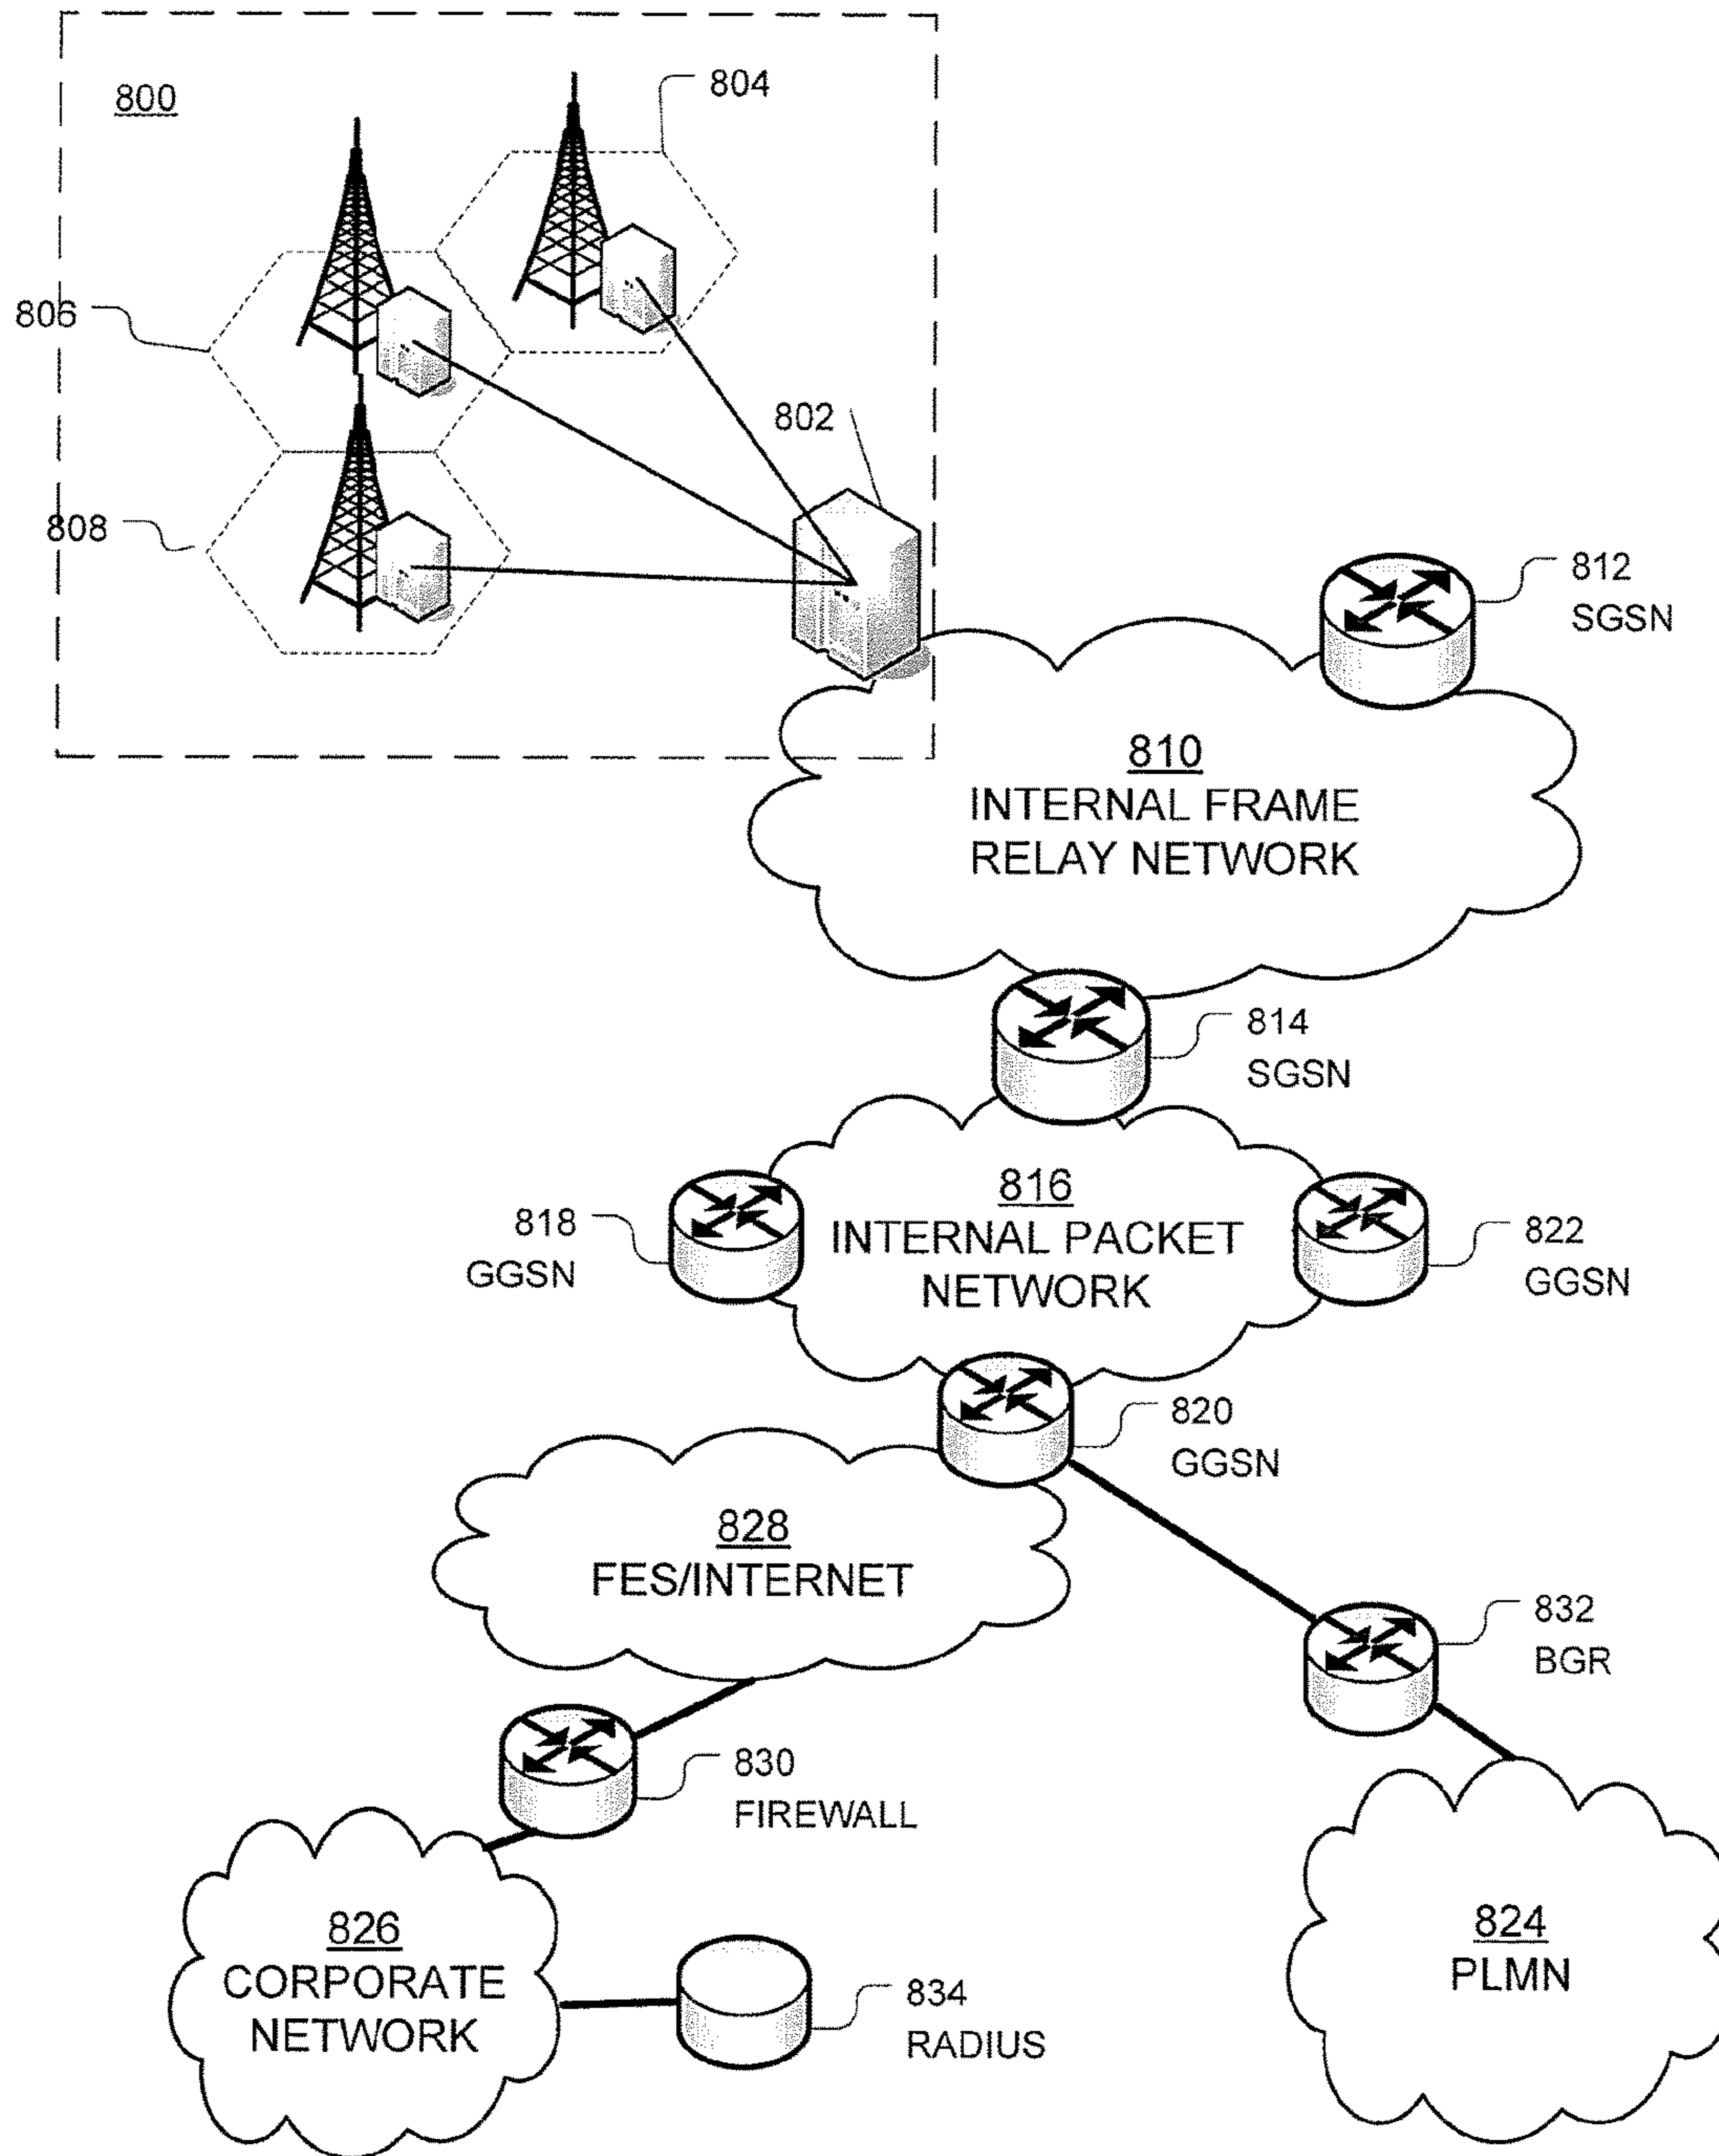 800
804
806
802
808
812
SGSN
810
INTERNAL FRAME
RELAY NETWORK
814
SGSN
816
INTERNAL PACKET
NETWORK
818
GGSN
822
GGSN
820
GGSN
828
FES/INTERNET
832
BGR
830
FIREWALL
826
CORPORATE
NETWORK
824
PLMN
834
RADIUS